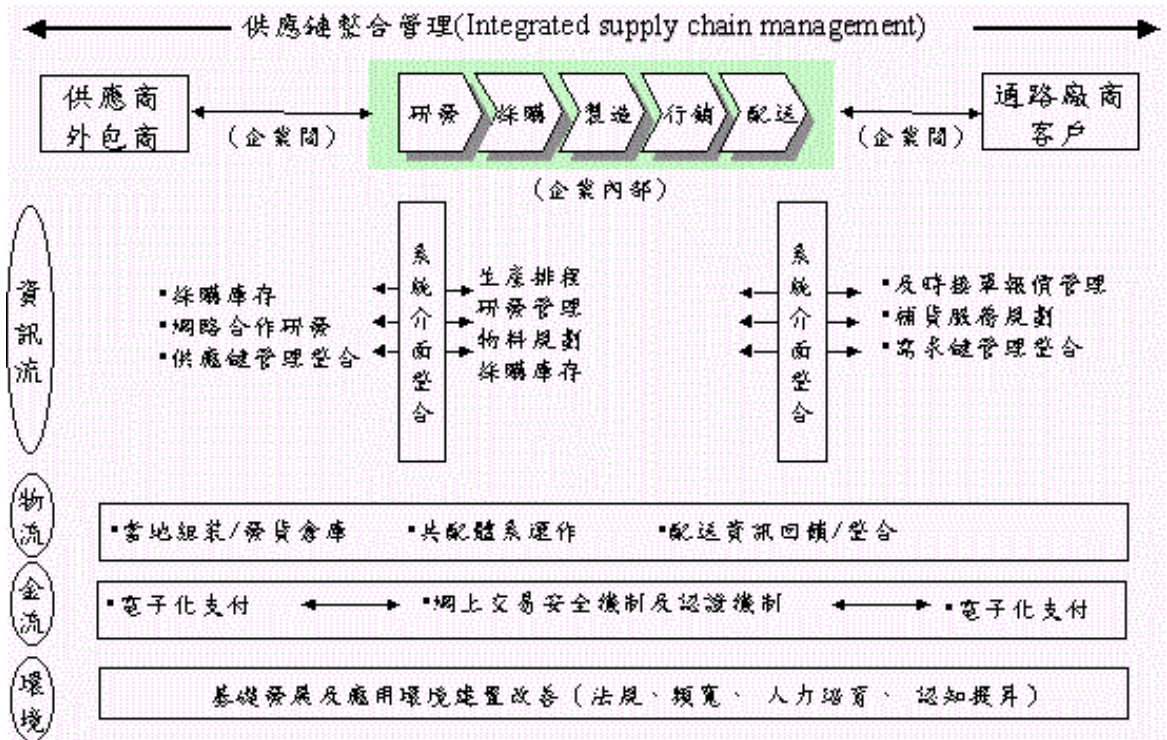 供應鏈整合管理(Integrated supply chain management)
供應商
外包商
(企業間)
研發
採購
製造
行銷
配送
(企業間)
通路廠商
客戶
(企業內部)
資訊流
▪採購庫存
▪網路合作研發
▪供應鏈管理整合
系統介面整合
生產排程
研發管理
物料規劃
採購庫存
系統介面整合
▪及時接單報價管理
▪補貨服務規劃
▪需求鏈管理整合
物流
▪當地組裝/發貨倉庫
▪共配體系運作
▪配送資訊回饋/整合
金流
▪電子化支付
▪網上交易安全機制及認證機制
▪電子化支付
環境
基礎發展及應用環境建置改善(法規、頻寬、 人力培育、 認知提昇)